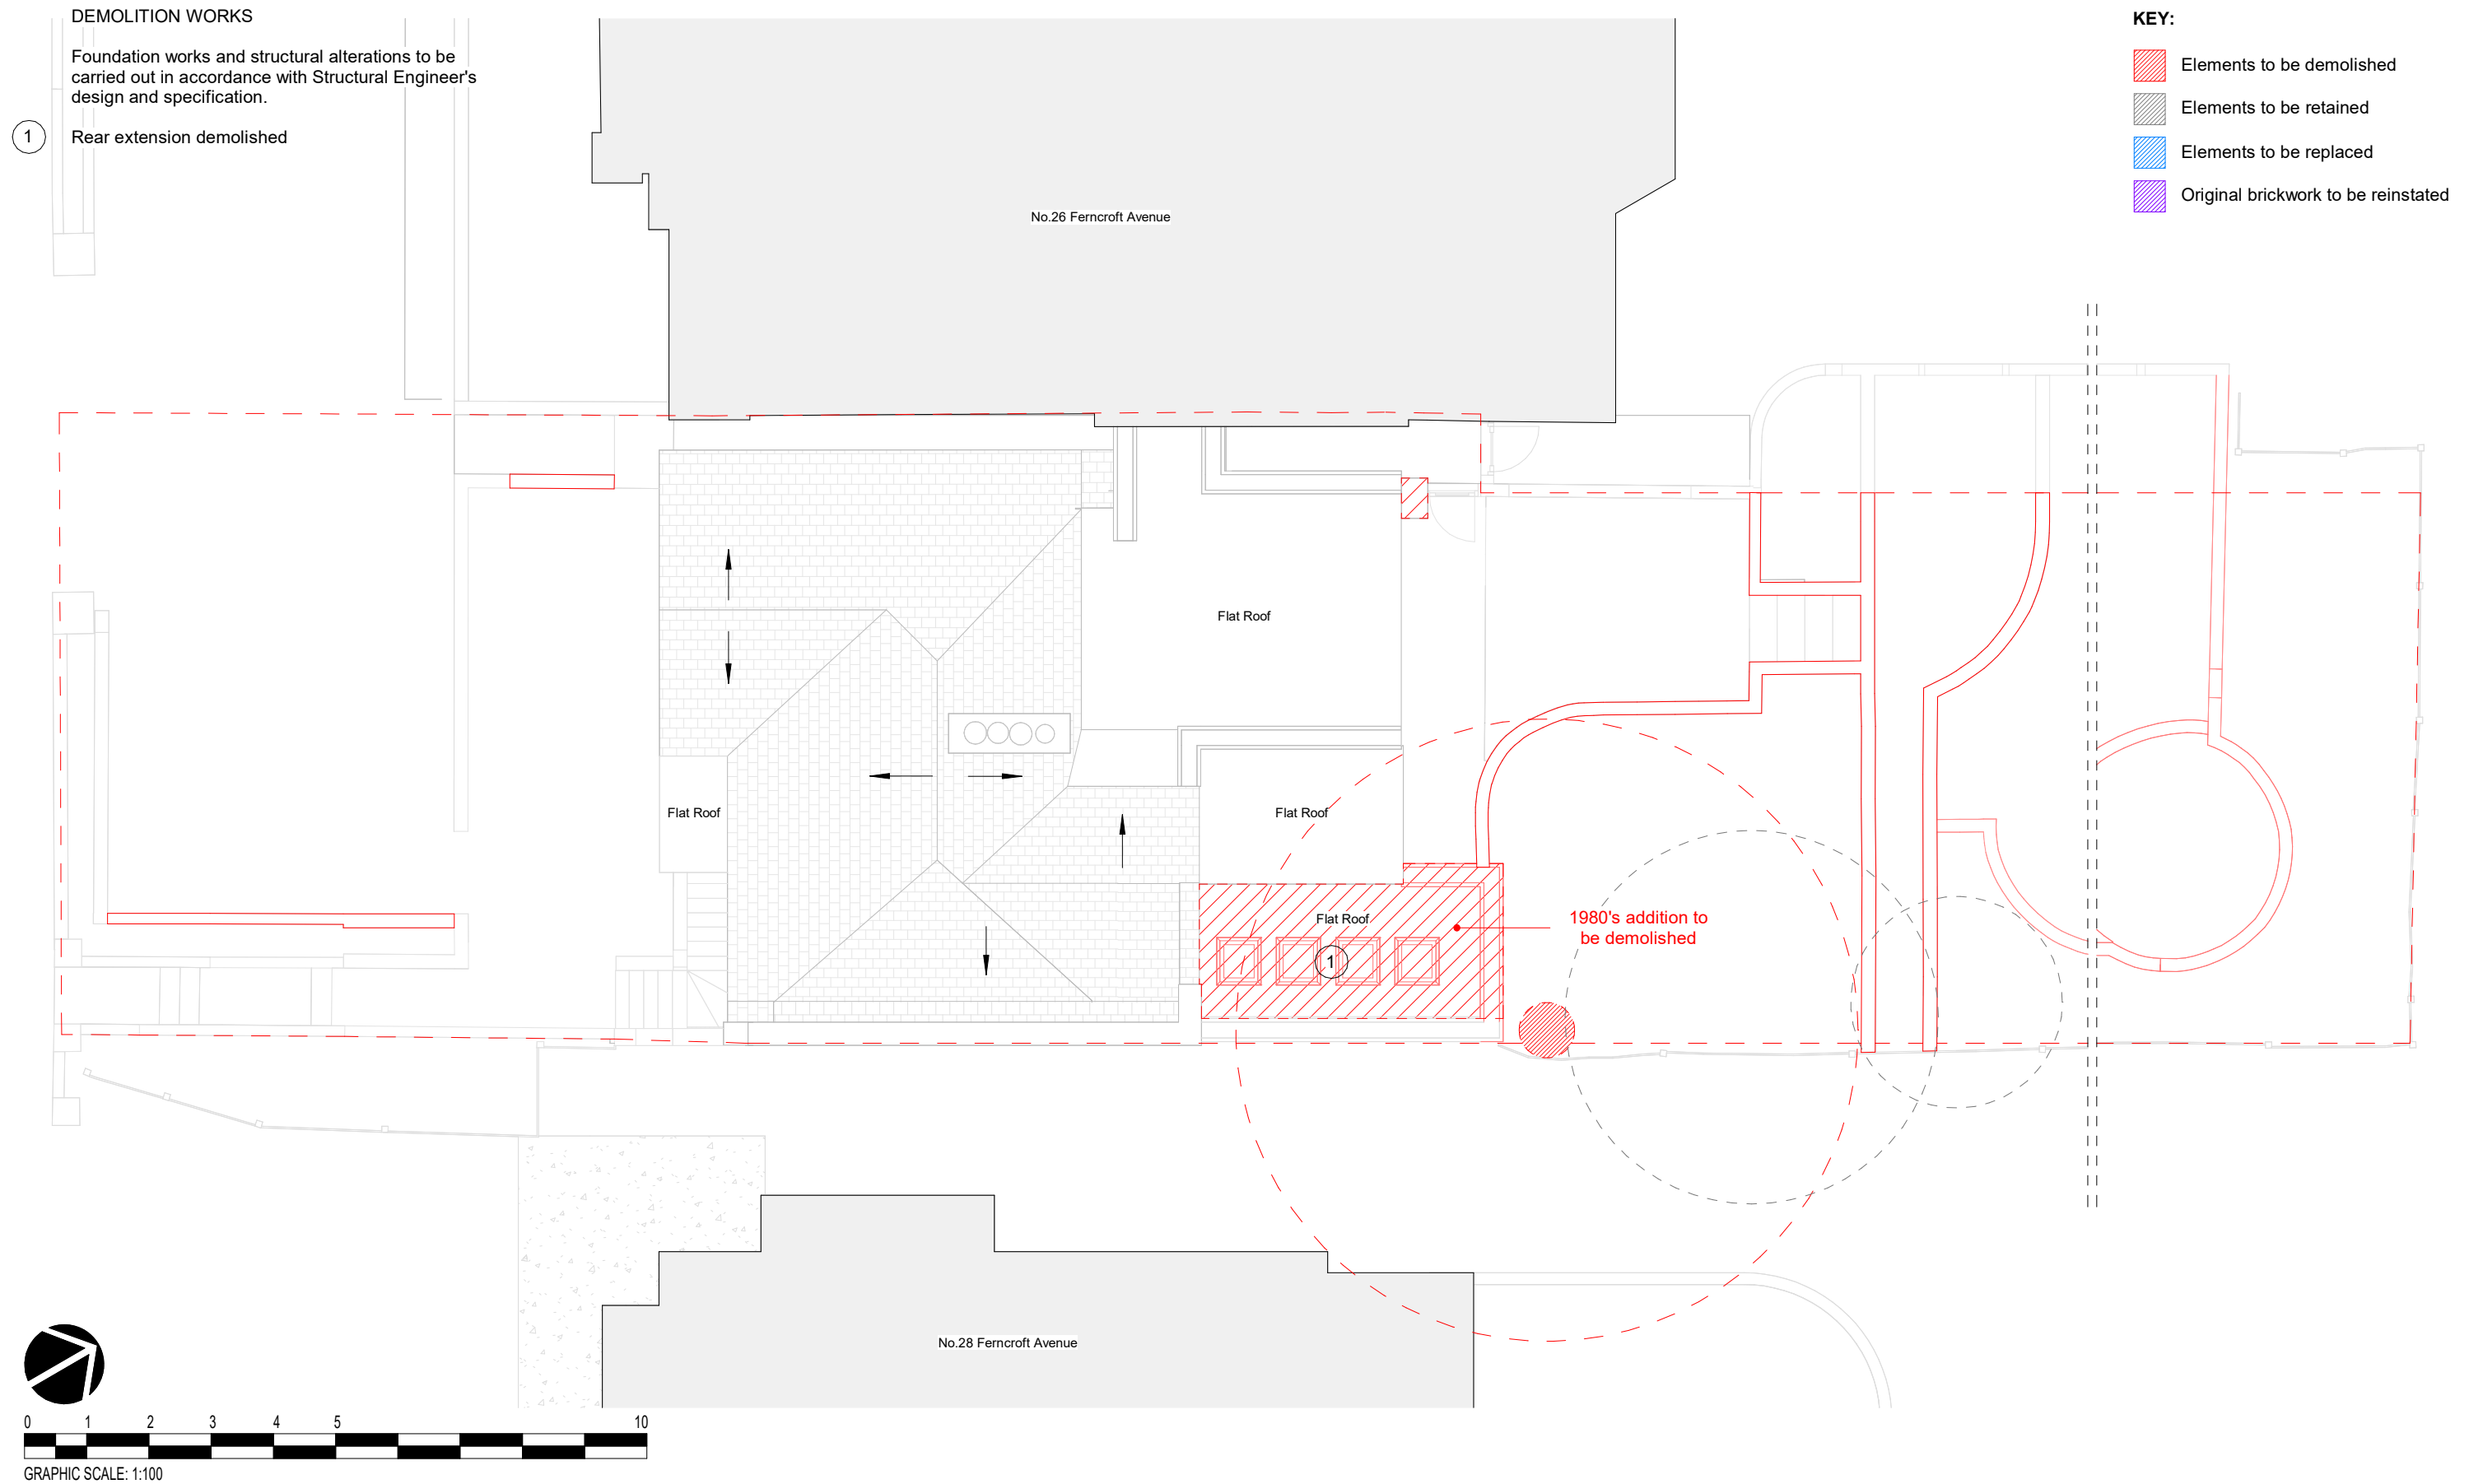 DEMOLITION WORKS
Foundation works and structural alterations to be
carried out in accordance with Structural Engineer's
design and specification.
1 Rear extension demolished
KEY:
Elements to be demolished
Elements to be retained
Elements to be replaced
Original brickwork to be reinstated
No.26 Ferncroft Avenue
Flat Roof
Flat Roof
Flat Roof
Flat Roof
1
1980's addition to
be demolished
No.28 Ferncroft Avenue
0 1 2 3 4 5 10
GRAPHIC SCALE: 1:100